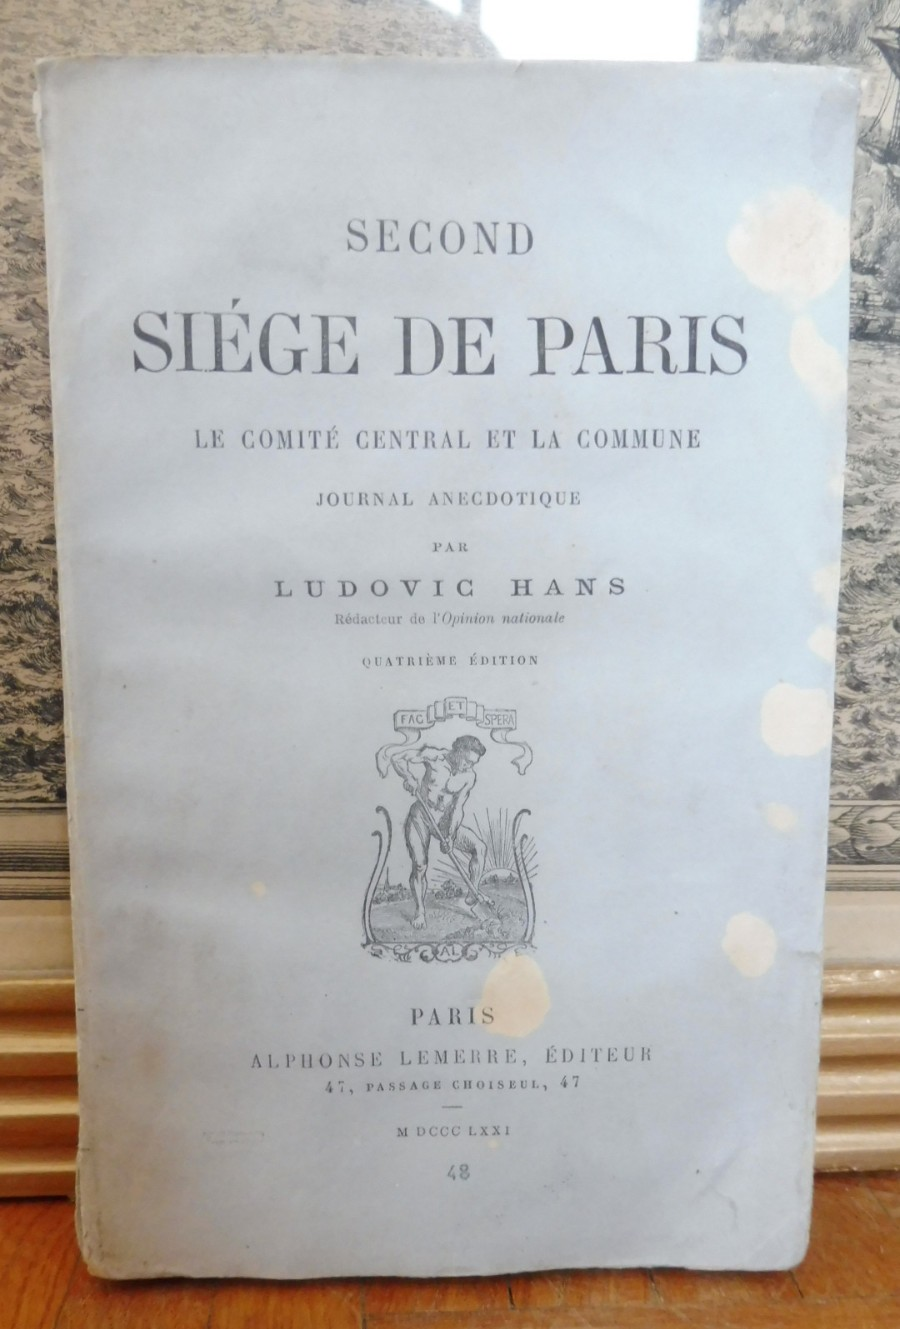 SECOND
SIÉGE DE PARIS
LE COMITÉ CENTRAL ET LA COMMUNE
JOURNAL ANECDOTIQUE
PAR
LUDOVIC HANS
Rédacteur de l'Opinion nationale
QUATRIÈME ÉDITION
FAC ET SPERA
AL
PARIS
ALPHONSE LEMERRE, ÉDITEUR
47, PASSAGE CHOISEUL, 47
M DCCC LXXI
48